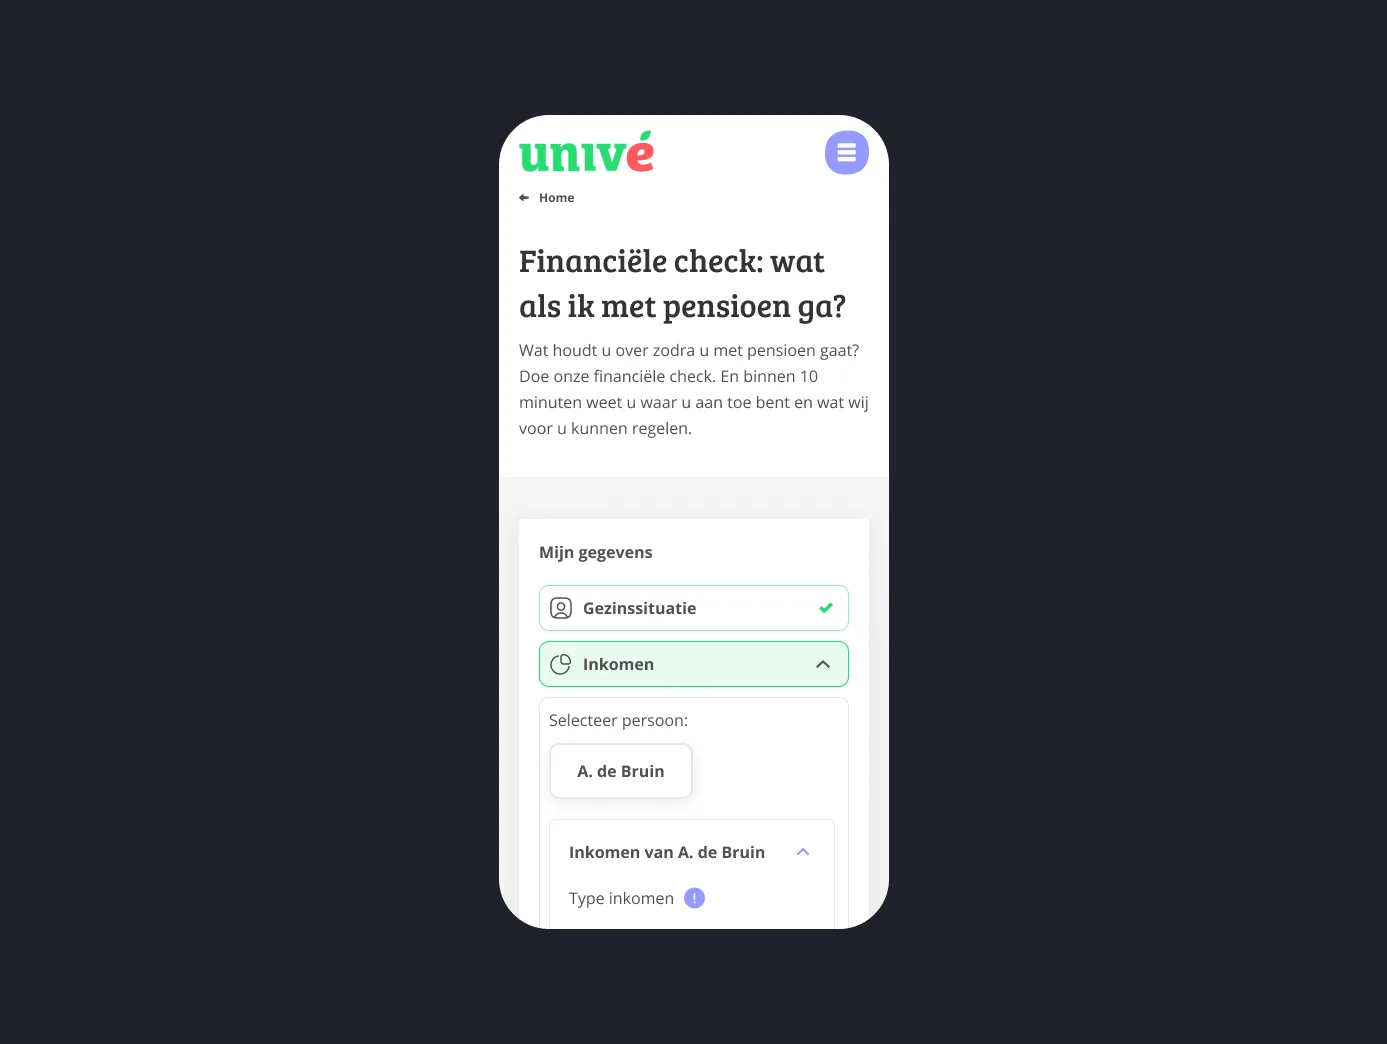 univé
Home
Financiële check: wat
als ik met pensioen ga?
Wat houdt u over zodra u met pensioen gaat?
Doe onze financiële check. En binnen 10
minuten weet u waar u aan toe bent en wat wij
voor u kunnen regelen.
Mijn gegevens
Gezinssituatie
Inkomen
Selecteer persoon:
A. de Bruin
Inkomen van A. de Bruin
Type inkomen !